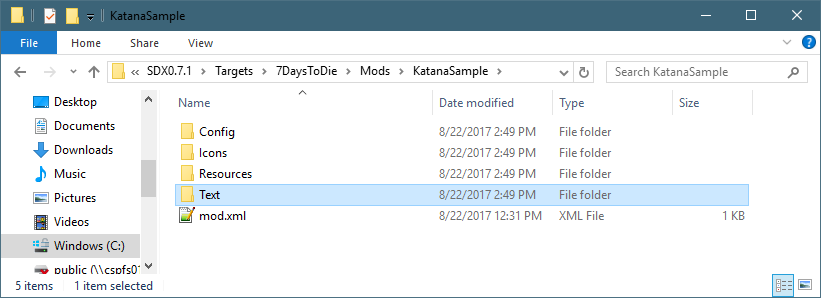 KatanaSample
File Home Share View
« SDX0.7.1 > Targets > 7DaysToDie > Mods > KatanaSample > Search KatanaSample
Name Date modified Type Size
Desktop
Documents
Downloads
Music
Pictures
Videos
Windows (C:)
public (\\cspfs01
Config 8/22/2017 2:49 PM File folder
Icons 8/22/2017 2:49 PM File folder
Resources 8/22/2017 2:49 PM File folder
Text 8/22/2017 2:49 PM File folder
mod.xml 8/22/2017 12:31 PM XML File 1 KB
5 items 1 item selected